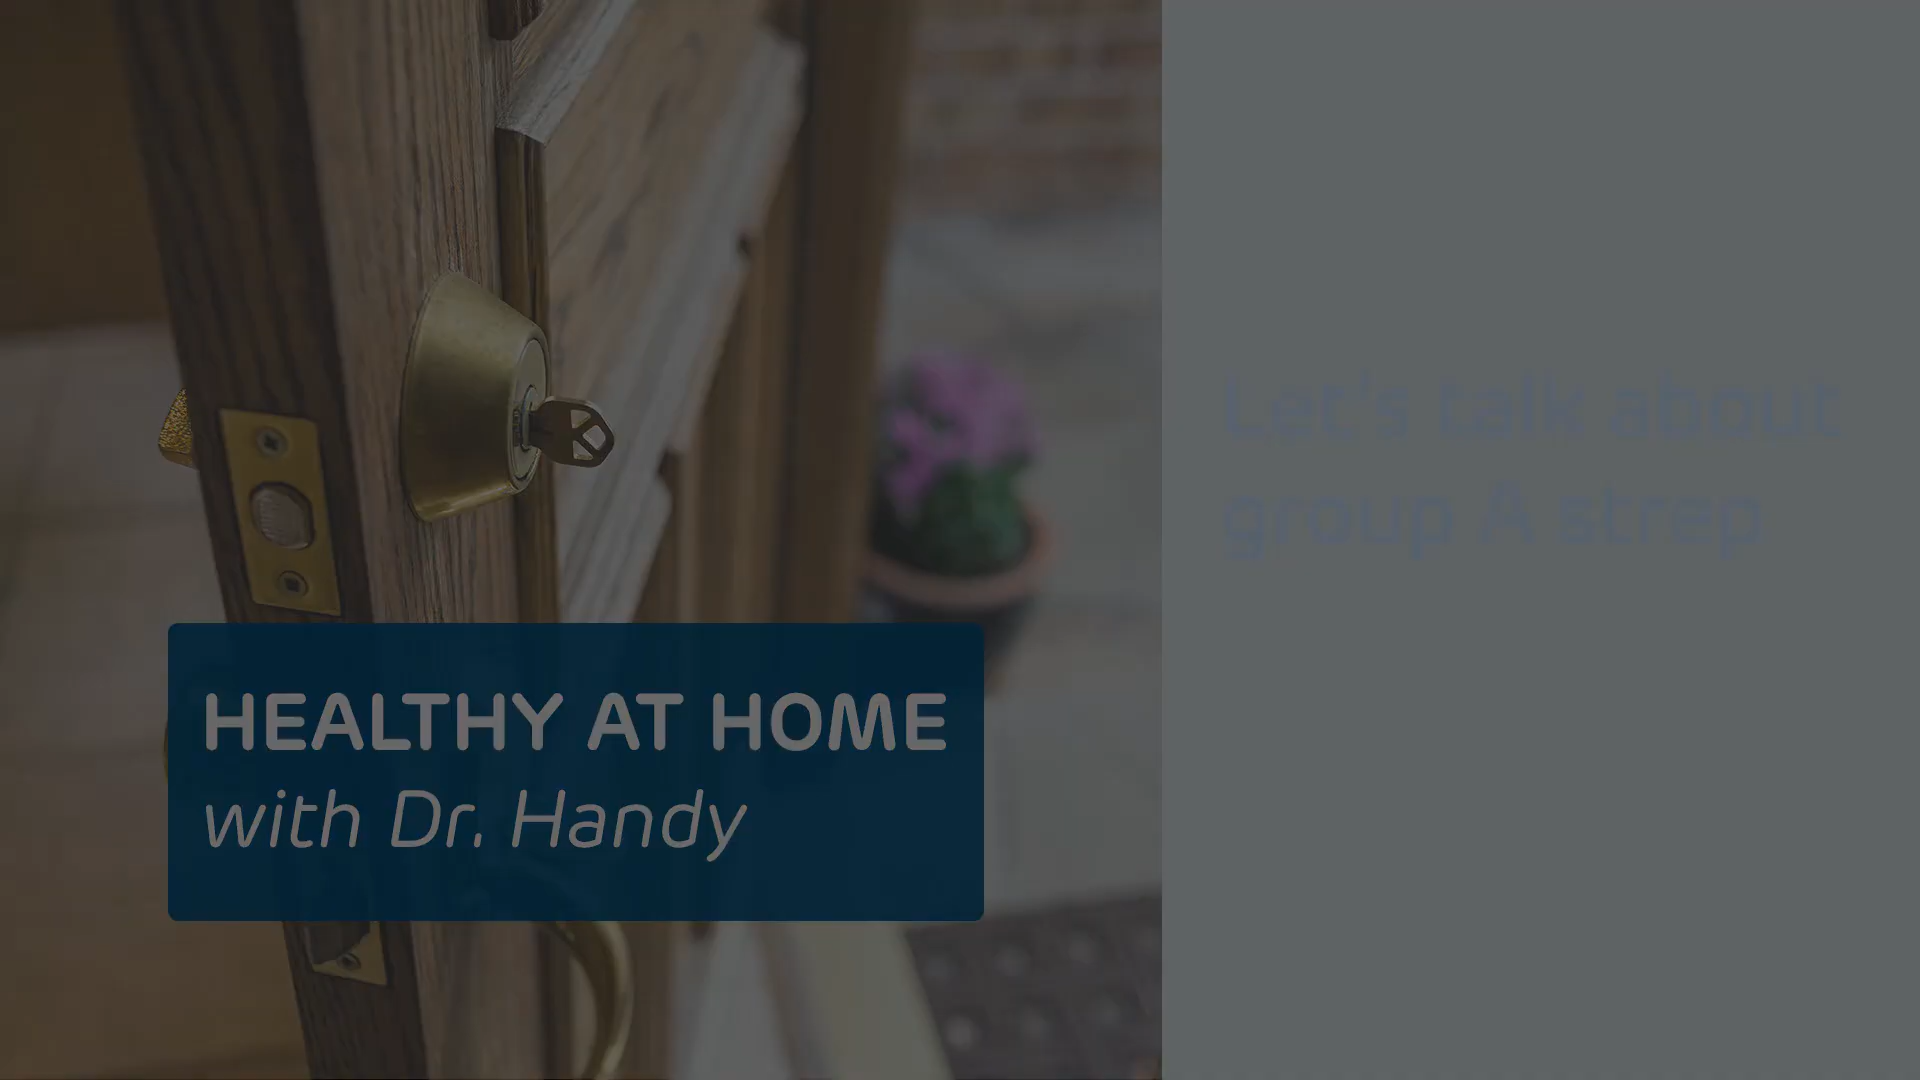 HEALTHY AT HOME
with Dr. Handy
Let's talk about
group A strep